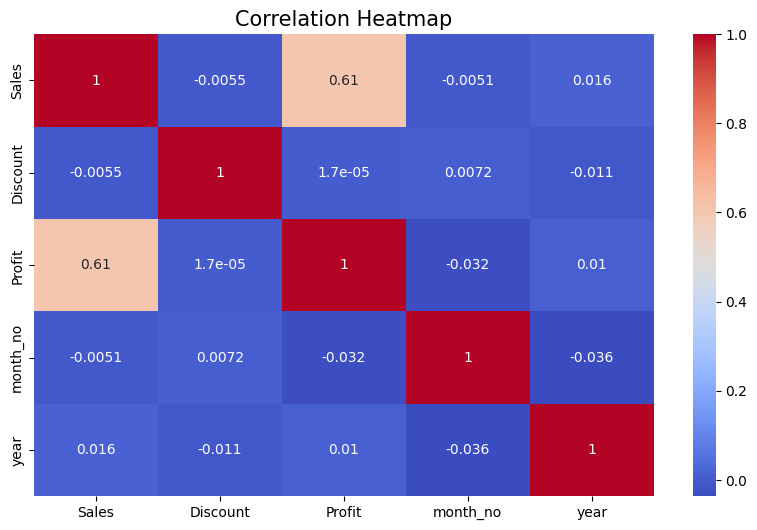 Correlation Heatmap
Sales 1 -0.0055 0.61 -0.0051 0.016
Discount -0.0055 1 1.7e-05 0.0072 -0.011
Profit 0.61 1.7e-05 1 -0.032 0.01
month_no -0.0051 0.0072 -0.032 1 -0.036
year 0.016 -0.011 0.01 -0.036 1
Sales Discount Profit month_no year
1.0
0.8
0.6
0.4
0.2
0.0